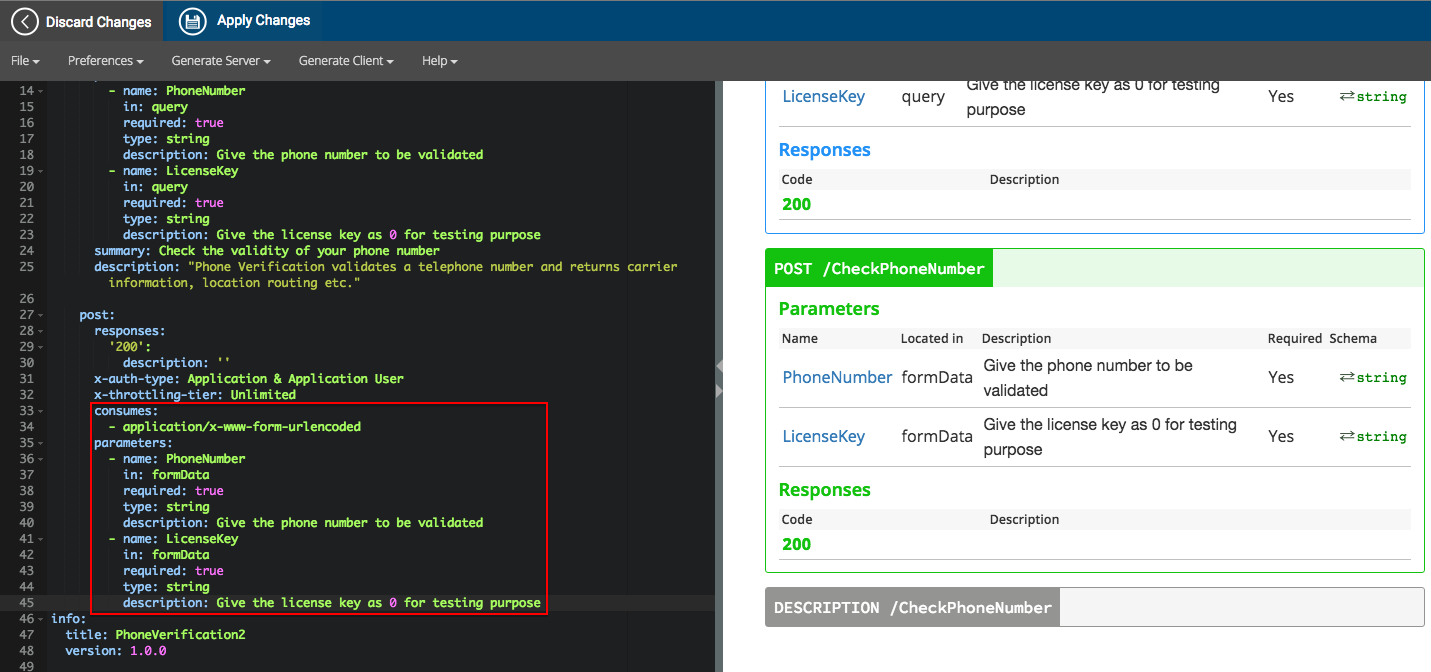 Discard Changes
Apply Changes
File
Preferences
Generate Server
Generate Client
Help
14 - name: PhoneNumber
15 in: query
16 required: true
17 type: string
18 description: Give the phone number to be validated
19 - name: LicenseKey
20 in: query
21 required: true
22 type: string
23 description: Give the license key as 0 for testing purpose
24 summary: Check the validity of your phone number
25 description: "Phone Verification validates a telephone number and returns carrier
information, location routing etc."
26
27 post:
28 responses:
29 '200':
30 description: ''
31 x-auth-type: Application & Application User
32 x-throttling-tier: Unlimited
33 consumes:
34 - application/x-www-form-urlencoded
35 parameters:
36 - name: PhoneNumber
37 in: formData
38 required: true
39 type: string
40 description: Give the phone number to be validated
41 - name: LicenseKey
42 in: formData
43 required: true
44 type: string
45 description: Give the license key as 0 for testing purpose
46 info:
47 title: PhoneVerification2
48 version: 1.0.0
49
LicenseKey query Give the license key as 0 for testing Yes ⇄string
purpose
Responses
Code Description
200
POST /CheckPhoneNumber
Parameters
Name Located in Description Required Schema
PhoneNumber formData Give the phone number to be Yes ⇄string
validated
LicenseKey formData Give the license key as 0 for testing Yes ⇄string
purpose
Responses
Code Description
200
DESCRIPTION /CheckPhoneNumber